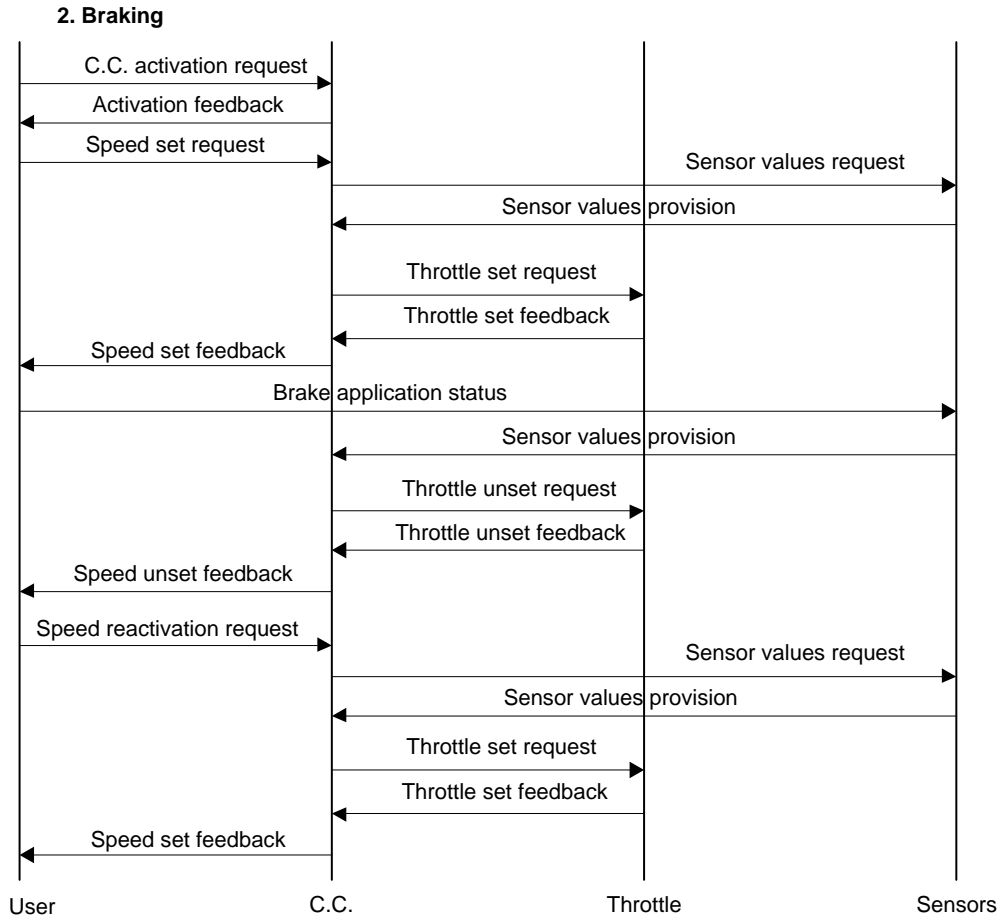 2. Braking
C.C. activation request
Activation feedback
Speed set request
Sensor values request
Sensor values provision
Throttle set request
Throttle set feedback
Speed set feedback
Brake application status
Sensor values provision
Throttle unset request
Throttle unset feedback
Speed unset feedback
Speed reactivation request
Sensor values request
Sensor values provision
Throttle set request
Throttle set feedback
Speed set feedback
User C.C. Throttle Sensors